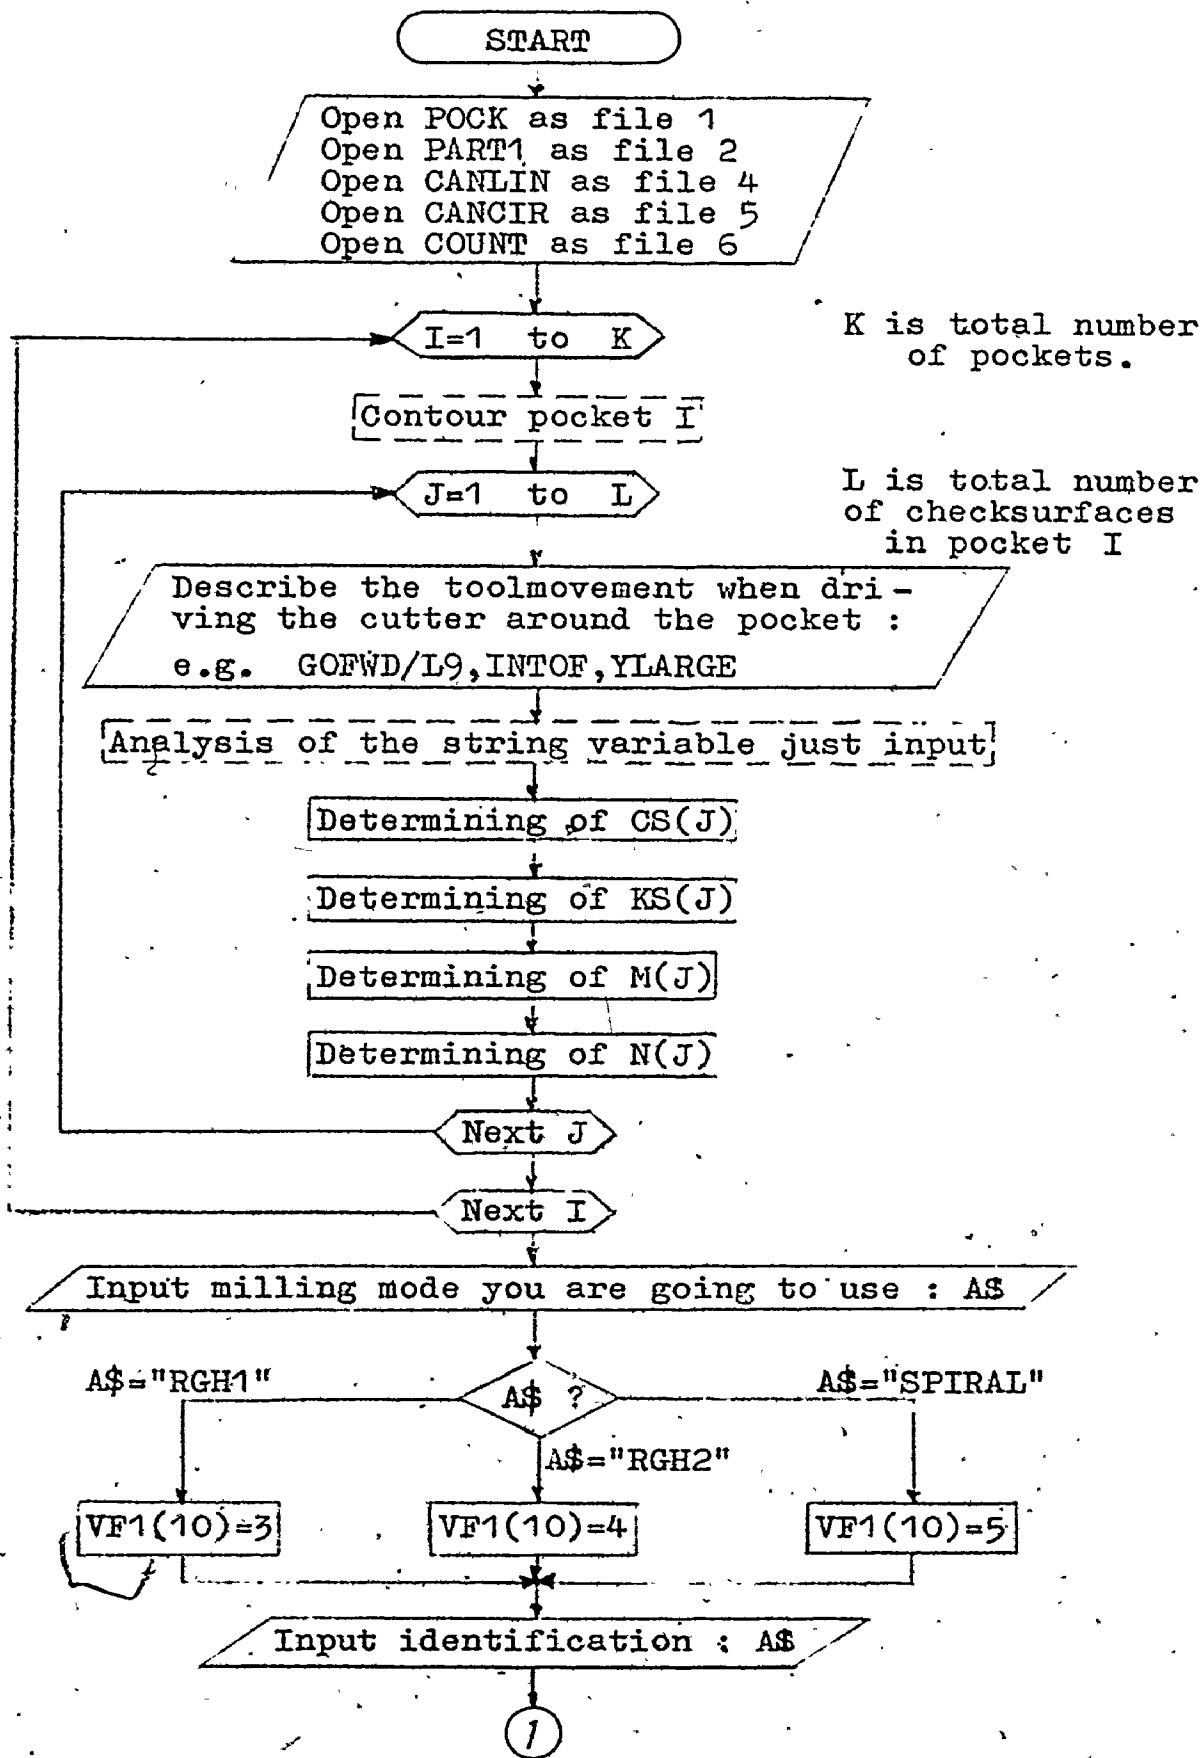 START
Open POCK as file 1
Open PART1 as file 2
Open CANLIN as file 4
Open CANCIR as file 5
Open COUNT as file 6
I=1 to K
K is total number
of pockets.
Contour pocket I
J=1 to L
L is total number
of checksurfaces
in pocket I
Describe the toolmovement when dri-
ving the cutter around the pocket :
e.g. GOFWD/L9,INTOF,YLARGE
Analysis of the string variable just input
Determining of CS(J)
Determining of KS(J)
Determining of M(J)
Determining of N(J)
Next J
Next I
Input milling mode you are going to use : A$
A$="RGH1"
A$ ?
A$="SPIRAL"
A$="RGH2"
VF1(10)=3
VF1(10)=4
VF1(10)=5
Input identification : A$
1